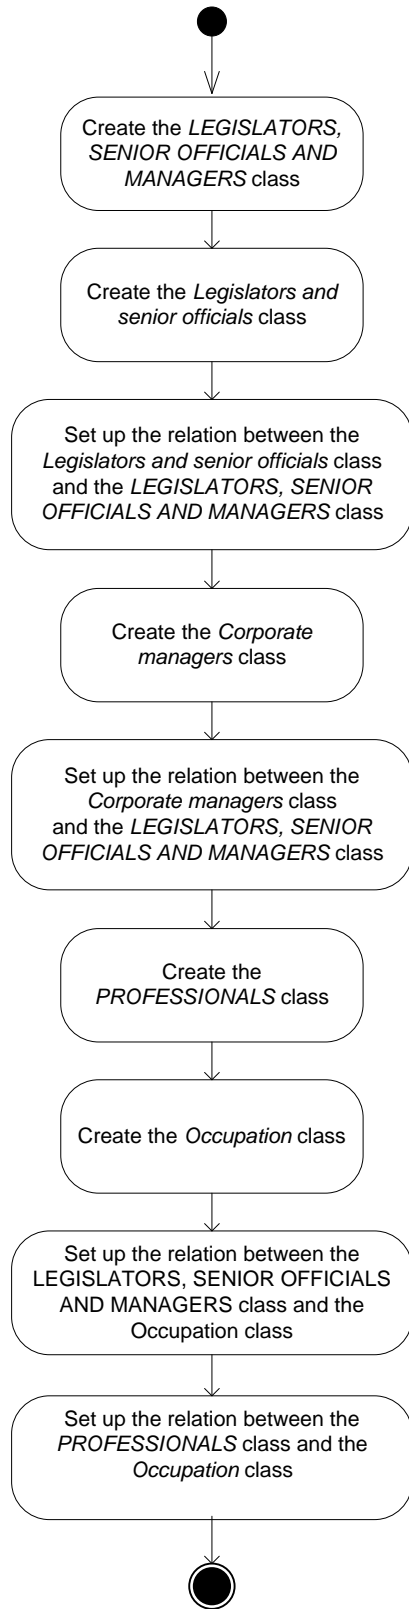 Create the LEGISLATORS,
SENIOR OFFICIALS AND
MANAGERS class
Create the Legislators and
senior officials class
Set up the relation between the
Legislators and senior officials class
and the LEGISLATORS, SENIOR
OFFICIALS AND MANAGERS class
Create the Corporate
managers class
Set up the relation between the
Corporate managers class
and the LEGISLATORS, SENIOR
OFFICIALS AND MANAGERS class
Create the
PROFESSIONALS class
Create the Occupation class
Set up the relation between the
LEGISLATORS, SENIOR OFFICIALS
AND MANAGERS class and the
Occupation class
Set up the relation between the
PROFESSIONALS class and the
Occupation class